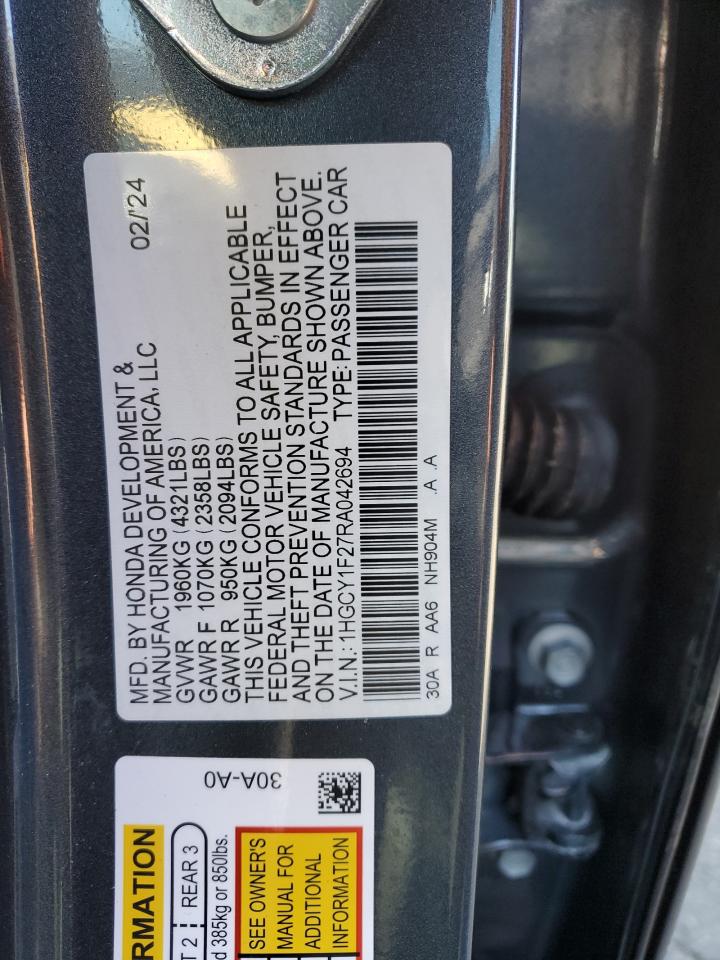 MFD. BY HONDA DEVELOPMENT &
MANUFACTURING OF AMERICA, LLC 02/'24
GVWR 1960KG (4321LBS)
GAWR F 1070KG (2358LBS)
GAWR R 950KG (2094LBS)
THIS VEHICLE CONFORMS TO ALL APPLICABLE
FEDERAL MOTOR VEHICLE SAFETY, BUMPER,
AND THEFT PREVENTION STANDARDS IN EFFECT
ON THE DATE OF MANUFACTURE SHOWN ABOVE.
V.I.N.: 1HGCY1F27RA042694 TYPE: PASSENGER CAR
30A R AA6 NH904M .A .A
30A-A0
RMATION
T 2 REAR 3
d 385kg or 850lbs.
SEE OWNER'S
MANUAL FOR
ADDITIONAL
INFORMATION